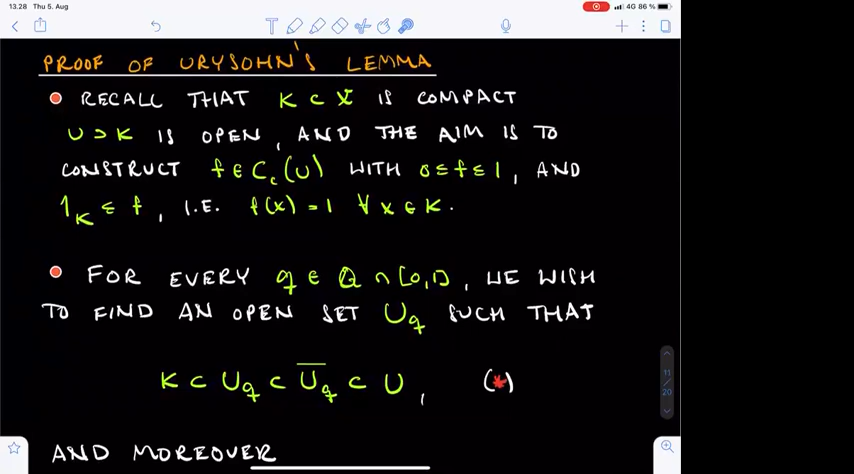 13.28 Thu 5. Aug
4G 86 %
PROOF OF URYSOHN'S LEMMA
RECALL THAT K ⊂ X IS COMPACT
U ⊃ K IS OPEN, AND THE AIM IS TO
CONSTRUCT f ∈ C_c(U) WITH 0 ≤ f ≤ 1, AND
1_K ≤ f, I.E. f(x) = 1 ∀ x ∈ K.
FOR EVERY q ∈ Q ∩ [0,1], WE WISH
TO FIND AN OPEN SET U_q SUCH THAT
K ⊂ U_q ⊂ \overline{U_q} ⊂ U, (*)
AND MOREOVER
11 / 20